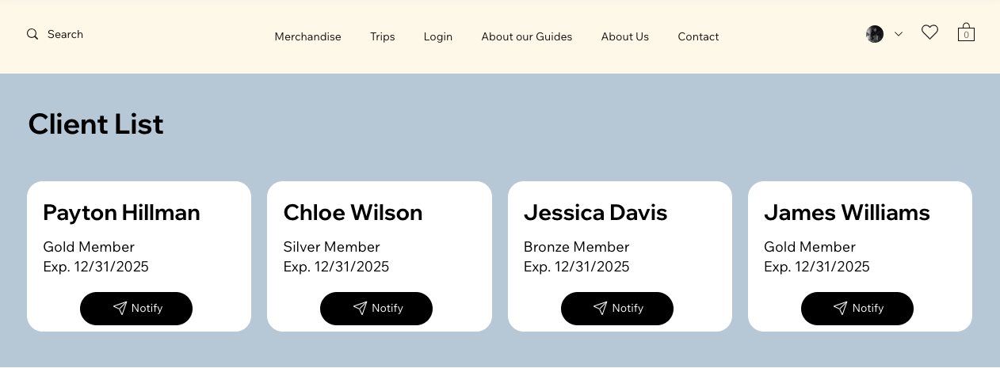 Search
Merchandise Trips Login About our Guides About Us Contact
0
Client List
Payton Hillman
Gold Member
Exp. 12/31/2025
Notify
Chloe Wilson
Silver Member
Exp. 12/31/2025
Notify
Jessica Davis
Bronze Member
Exp. 12/31/2025
Notify
James Williams
Gold Member
Exp. 12/31/2025
Notify